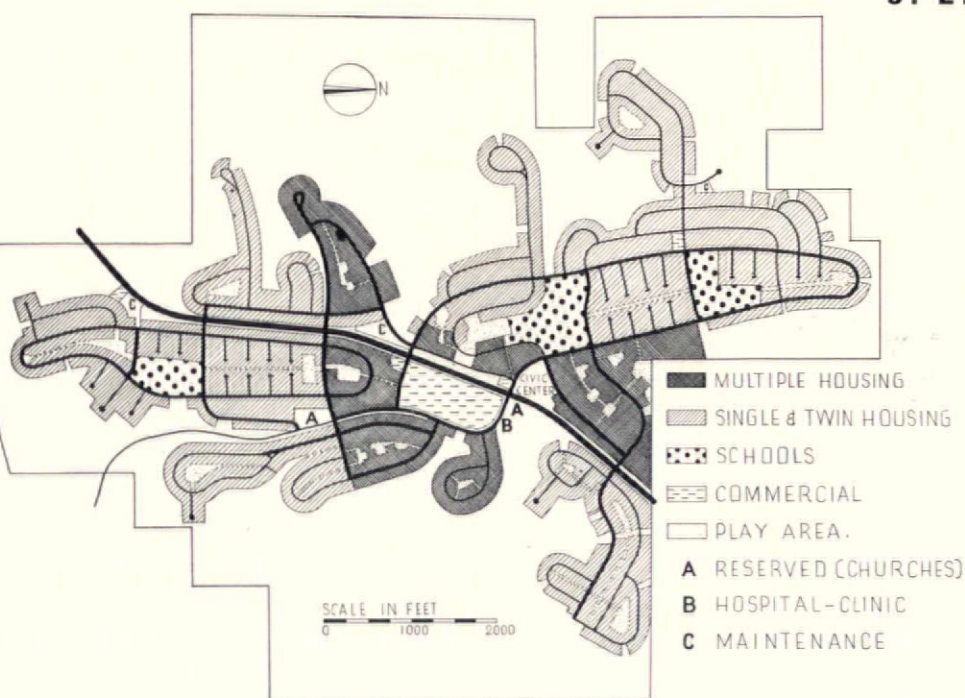 N
C
C
C
CIVIC
CENTER
A
B
A
MULTIPLE HOUSING
SINGLE & TWIN HOUSING
SCHOOLS
COMMERCIAL
PLAY AREA.
A RESERVED (CHURCHES)
B HOSPITAL-CLINIC
C MAINTENANCE
SCALE IN FEET
0 1000 2000